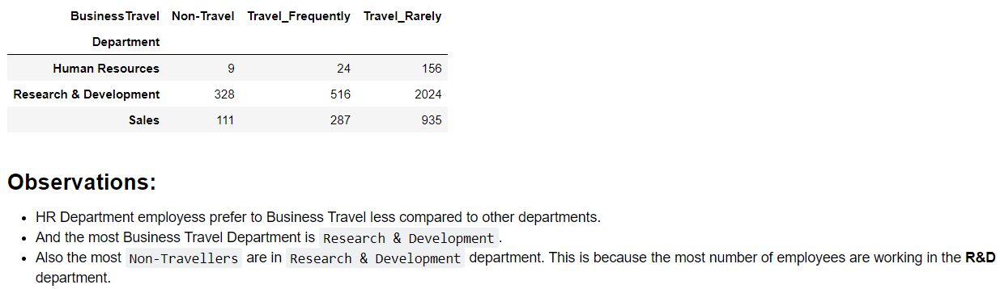 BusinessTravel Non-Travel Travel_Frequently Travel_Rarely
Department
Human Resources 9 24 156
Research & Development 328 516 2024
Sales 111 287 935
Observations:
• HR Department employess prefer to Business Travel less compared to other departments.
• And the most Business Travel Department is Research & Development.
• Also the most Non-Travellers are in Research & Development department. This is because the most number of employees are working in the R&D
department.